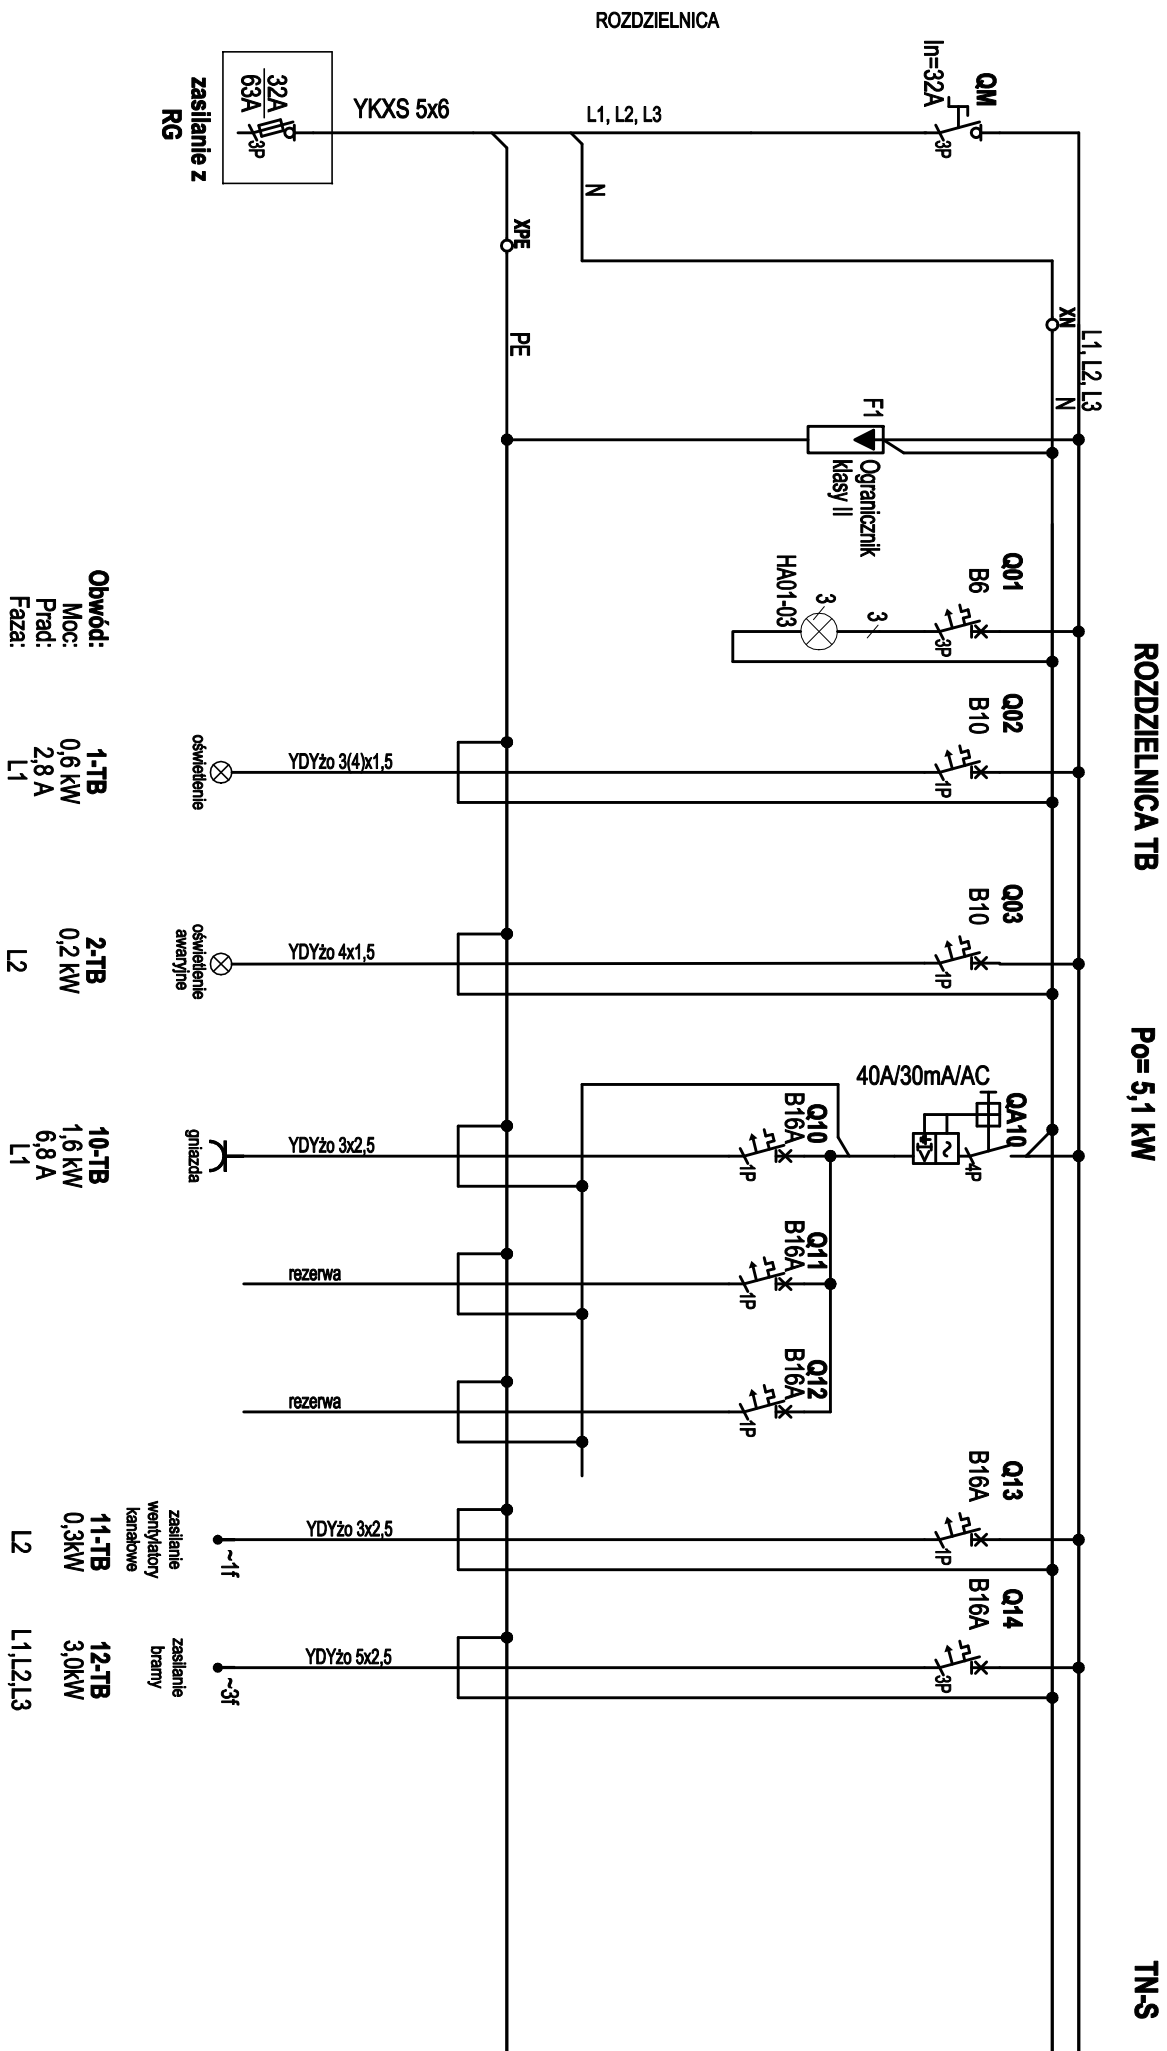 ROZDZIELNICA
ROZDZIELNICA TB
Po= 5,1 kW
TN-S
zasilanie z
RG
32A
63A
3P
YKXS 5x6
L1, L2, L3
N
QM
In=32A
3P
XPE
PE
XN
L1, L2, L3
N
F1
Ogranicznik
klasy II
Q01
B6
3P
3
3
HA01-03
Q02
B10
1P
YDYżo 3(4)x1,5
oświetlenie
Q03
B10
1P
YDYżo 4x1,5
oświetlenie
awaryjne
QA10
40A/30mA/AC
4P
Q10
B16A
1P
YDYżo 3x2,5
gniazda
Q11
B16A
1P
rezerwa
Q12
B16A
1P
rezerwa
Q13
B16A
1P
YDYżo 3x2,5
~1f
zasilanie
wentylatory
kanałowe
Q14
B16A
3P
YDYżo 5x2,5
~3f
zasilanie
bramy
Obwód:
Moc:
Prad:
Faza:
1-TB
0,6 kW
2,8 A
L1
2-TB
0,2 kW
L2
10-TB
1,6 kW
6,8 A
L1
11-TB
0,3kW
L2
12-TB
3,0kW
L1,L2,L3